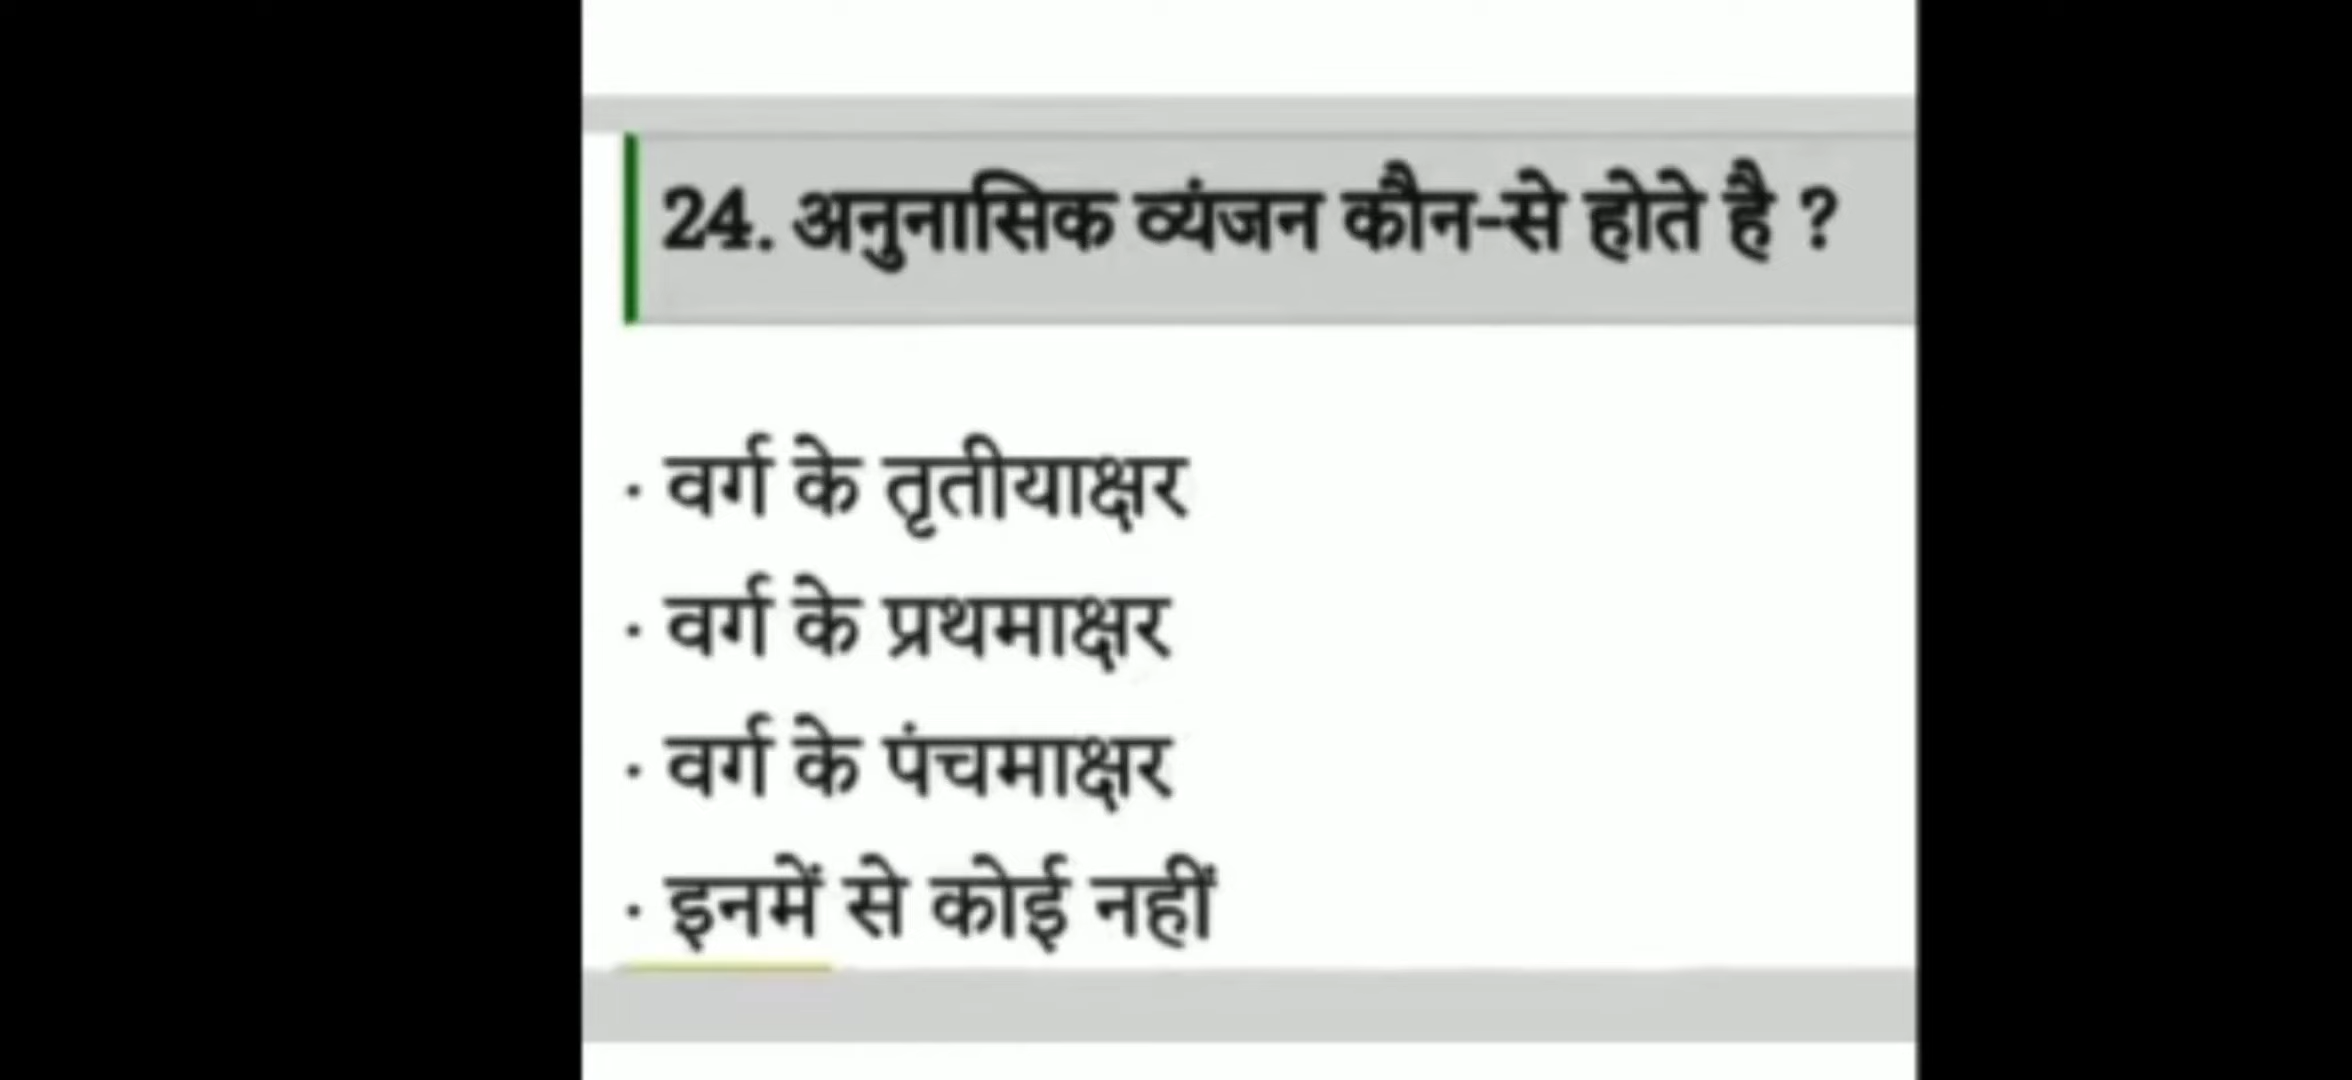 24. अनुनासिक व्यंजन कौन-से होते है ?
· वर्ग के तृतीयाक्षर
· वर्ग के प्रथमाक्षर
· वर्ग के पंचमाक्षर
· इनमें से कोई नहीं